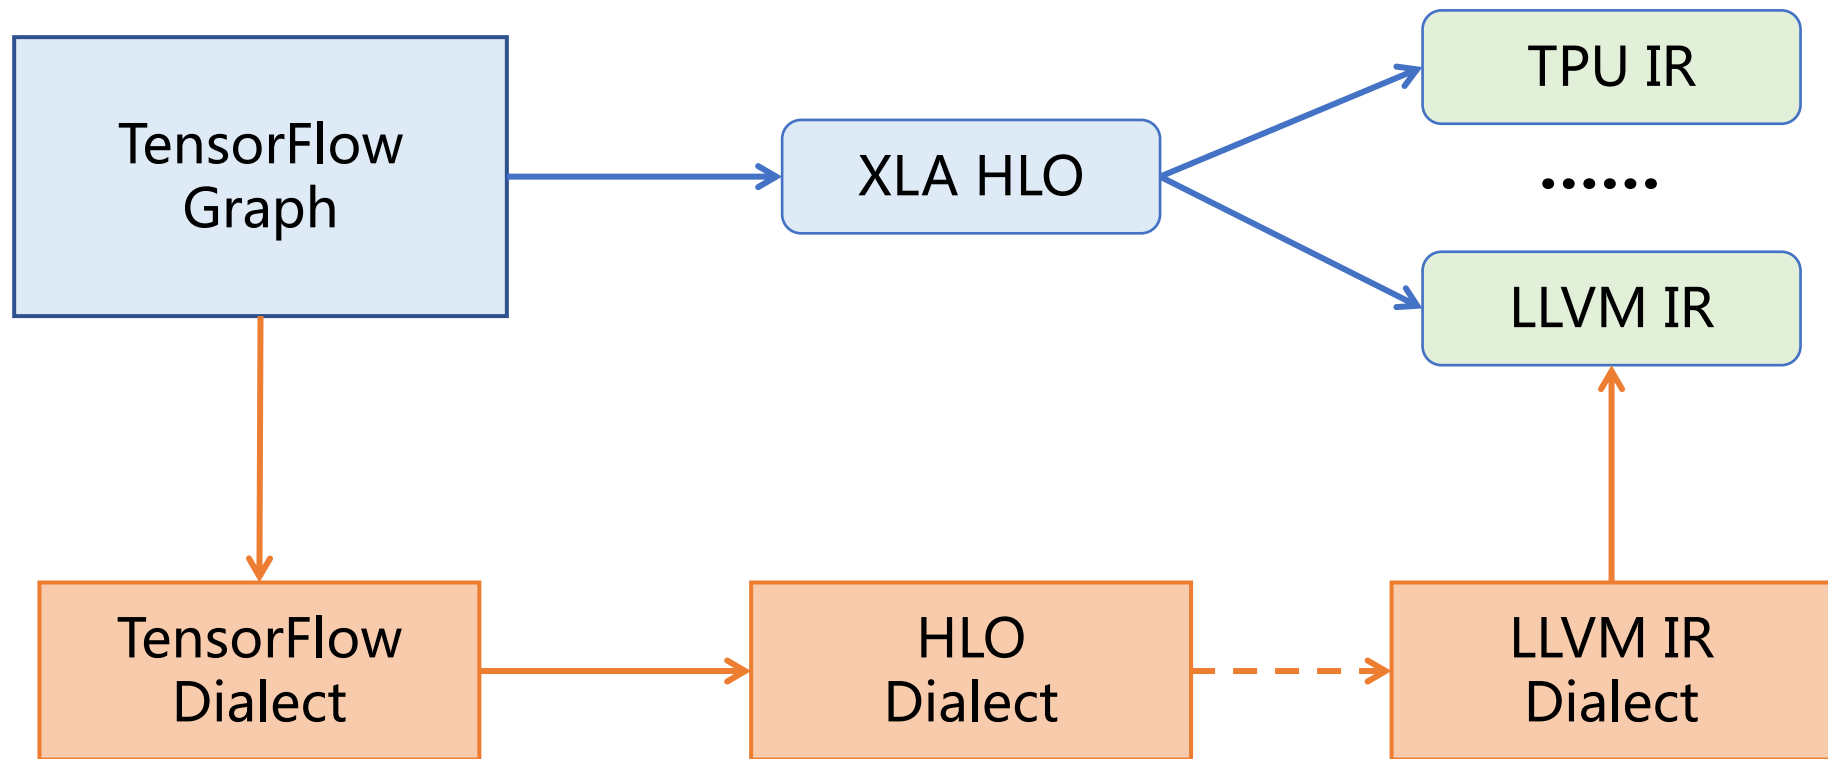 TensorFlow
Graph
XLA HLO
TPU IR
......
LLVM IR
TensorFlow
Dialect
HLO
Dialect
LLVM IR
Dialect